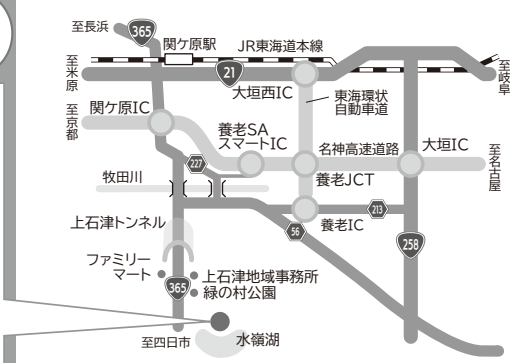 至長浜
365
関ケ原駅
JR東海道本線
至米原
21
至岐阜
大垣西IC
東海環状
自動車道
関ケ原IC
至京都
養老SA
スマートIC
名神高速道路
大垣IC
至名古屋
227
養老JCT
牧田川
213
養老IC
56
上石津トンネル
258
ファミリー
マート
365
上石津地域事務所
緑の村公園
至四日市
水嶺湖